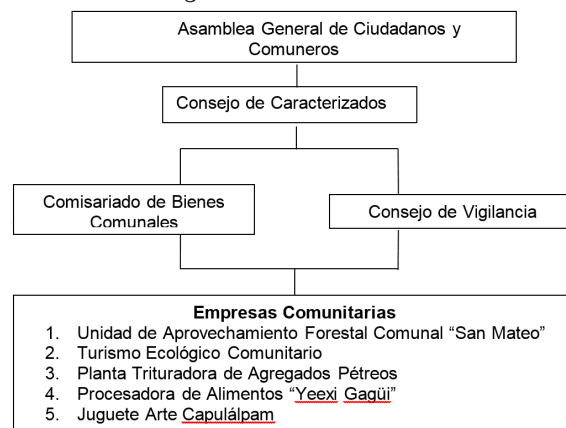 Asamblea General de Ciudadanos y
Comuneros
Consejo de Caracterizados
Comisariado de Bienes
Comunales
Consejo de Vigilancia
Empresas Comunitarias
1. Unidad de Aprovechamiento Forestal Comunal “San Mateo”
2. Turismo Ecológico Comunitario
3. Planta Trituradora de Agregados Pétreos
4. Procesadora de Alimentos “Yeexi Gagüi”
5. Juguete Arte Capulálpam